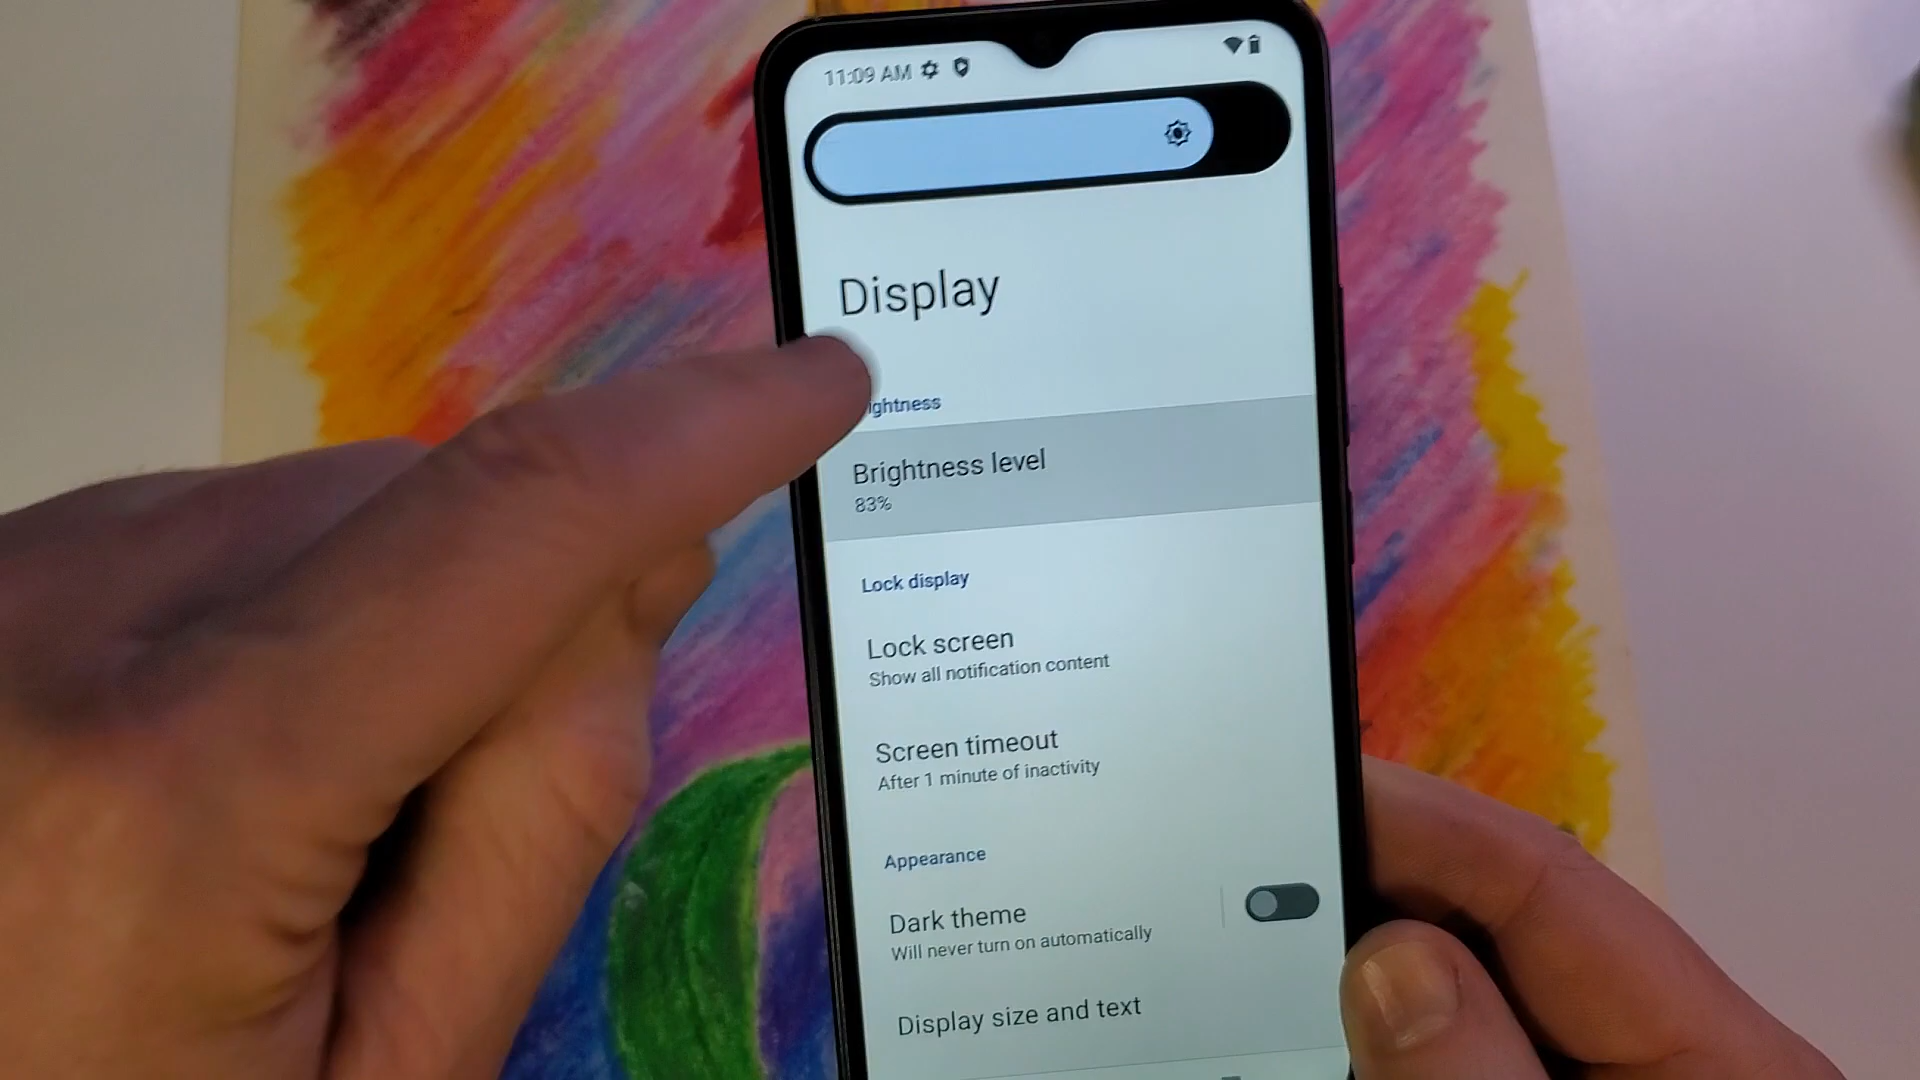 11:09 AM
Display
ightness
Brightness level
83%
Lock display
Lock screen
Show all notification content
Screen timeout
After 1 minute of inactivity
Appearance
Dark theme
Will never turn on automatically
Display size and text